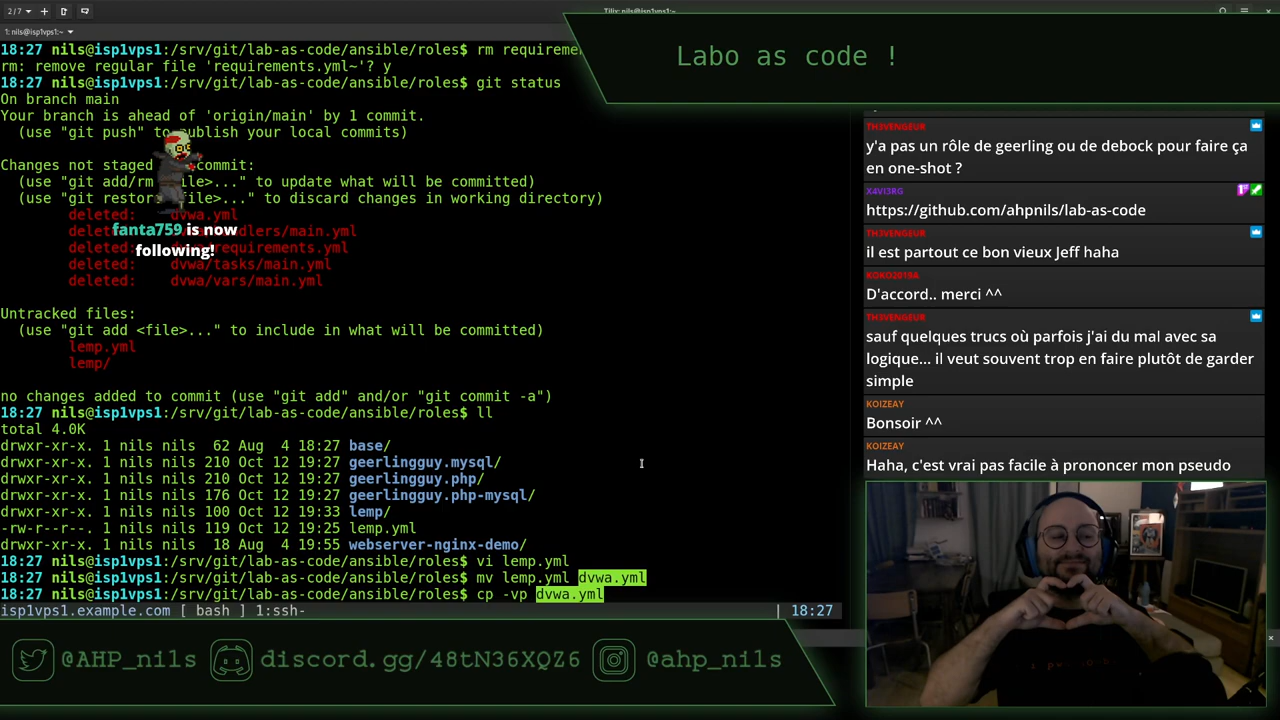 2/7
Tilix: nils@isp1vps1:~
1: nils@isp1vps1:~
Labo as code !
18:27 nils@isp1vps1:/srv/git/lab-as-code/ansible/roles$ rm requireme
rm: remove regular file 'requirements.yml~'? y
18:27 nils@isp1vps1:/srv/git/lab-as-code/ansible/roles$ git status
On branch main
Your branch is ahead of 'origin/main' by 1 commit.
(use "git push" to publish your local commits)
Changes not staged commit:
(use "git add/rm file>..." to update what will be committed)
(use "git restor file>..." to discard changes in working directory)
deleted: dvwa.yml
delet dlers/main.yml
requirements.yml
deleted: dvwa/tasks/main.yml
deleted: dvwa/vars/main.yml
fanta759 is now
following!
Untracked files:
(use "git add <file>..." to include in what will be committed)
lemp.yml
lemp/
no changes added to commit (use "git add" and/or "git commit -a")
18:27 nils@isp1vps1:/srv/git/lab-as-code/ansible/roles$ ll
total 4.0K
drwxr-xr-x. 1 nils nils 62 Aug 4 18:27 base/
drwxr-xr-x. 1 nils nils 210 Oct 12 19:27 geerlingguy.mysql/
drwxr-xr-x. 1 nils nils 210 Oct 12 19:27 geerlingguy.php/
drwxr-xr-x. 1 nils nils 176 Oct 12 19:27 geerlingguy.php-mysql/
drwxr-xr-x. 1 nils nils 100 Oct 12 19:33 lemp/
-rw-r--r--. 1 nils nils 119 Oct 12 19:25 lemp.yml
drwxr-xr-x. 1 nils nils 18 Aug 4 19:55 webserver-nginx-demo/
18:27 nils@isp1vps1:/srv/git/lab-as-code/ansible/roles$ vi lemp.yml
18:27 nils@isp1vps1:/srv/git/lab-as-code/ansible/roles$ mv lemp.yml dvwa.yml
18:27 nils@isp1vps1:/srv/git/lab-as-code/ansible/roles$ cp -vp dvwa.yml
isp1vps1.example.com [ bash ] 1:ssh- | 18:27
TH3VENGEUR
y'a pas un rôle de geerling ou de debock pour faire ça
en one-shot ?
X4VI3RG
https://github.com/ahpnils/lab-as-code
TH3VENGEUR
il est partout ce bon vieux Jeff haha
KOKO2019A
D'accord.. merci ^^
TH3VENGEUR
sauf quelques trucs où parfois j'ai du mal avec sa
logique... il veut souvent trop en faire plutôt de garder
simple
KOIZEAY
Bonsoir ^^
KOIZEAY
Haha, c'est vrai pas facile à prononcer mon pseudo
@AHP_nils discord.gg/48tN36XQZ6 @ahp_nils